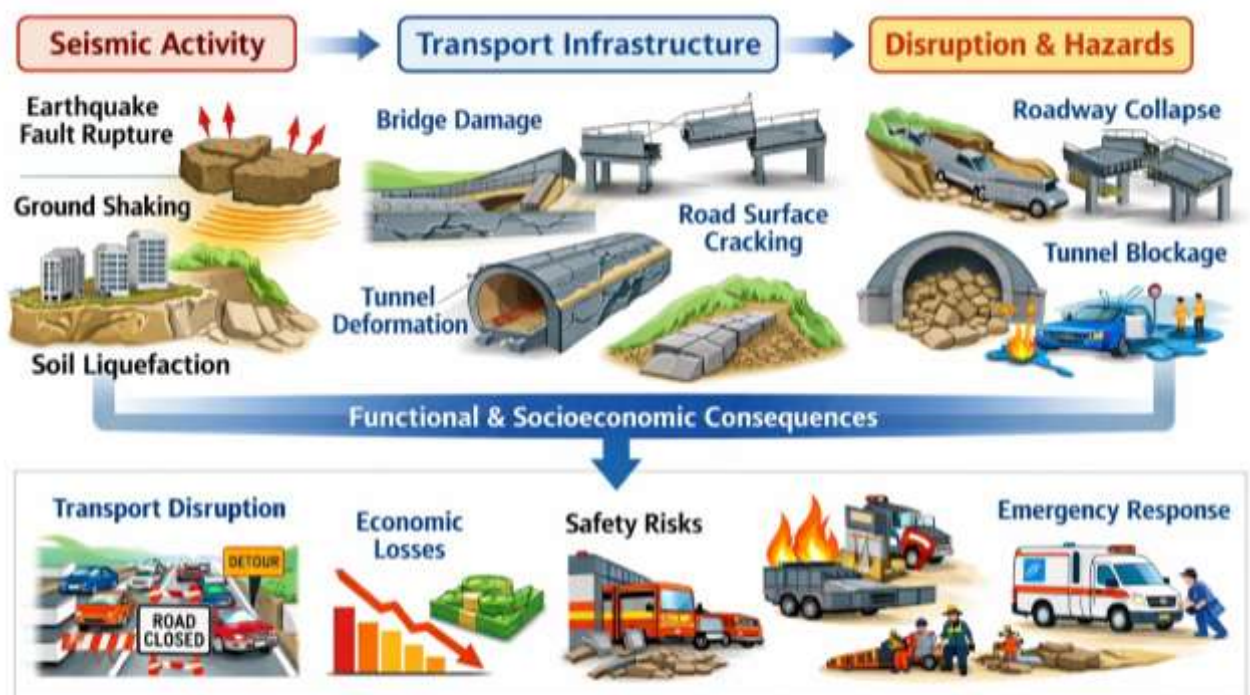 Seismic Activity
Transport Infrastructure
Disruption & Hazards
Earthquake
Fault Rupture
Ground Shaking
Soil Liquefaction
Bridge Damage
Road Surface
Cracking
Tunnel
Deformation
Roadway Collapse
Tunnel Blockage
Functional & Socioeconomic Consequences
Transport Disruption
DETOUR
ROAD
CLOSED
Economic
Losses
Safety Risks
Emergency Response